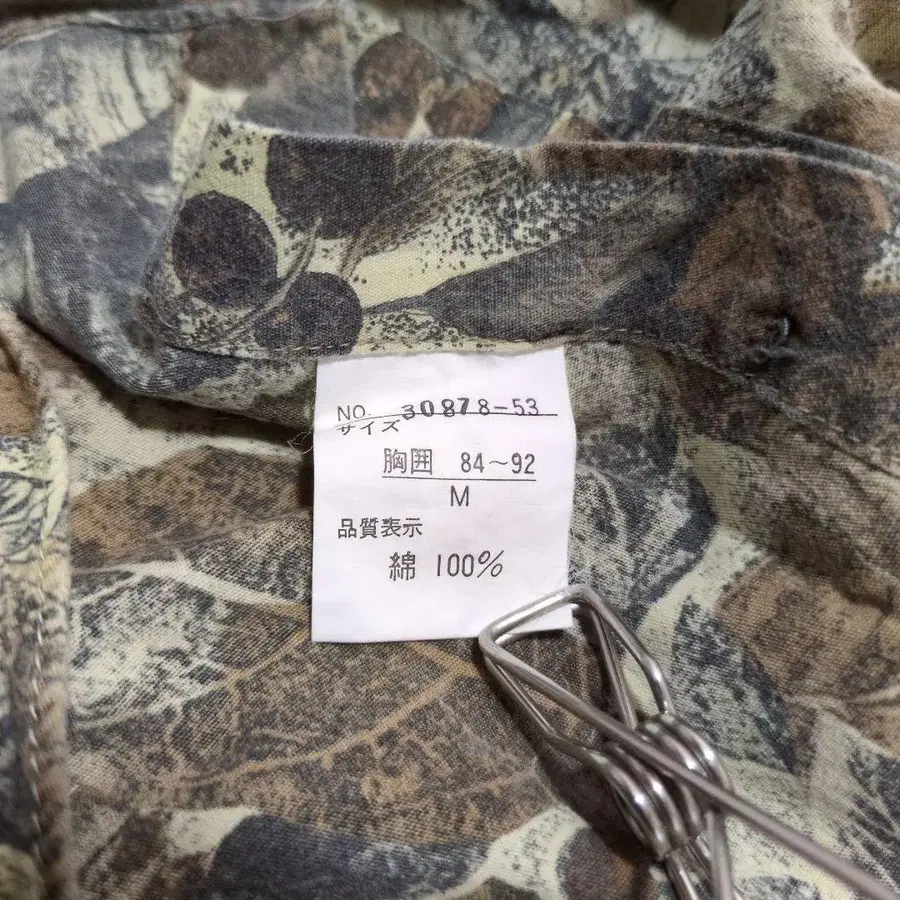 NO. 30878-53
サイズ
胸囲 84～92
M
品質表示
綿 100%